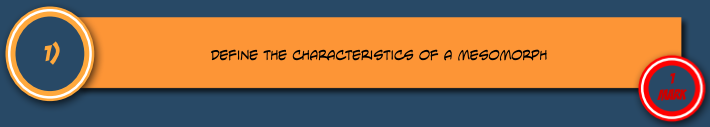 1)
DEFINE THE CHARACTERISTICS OF A MESOMORPH
1
MARK